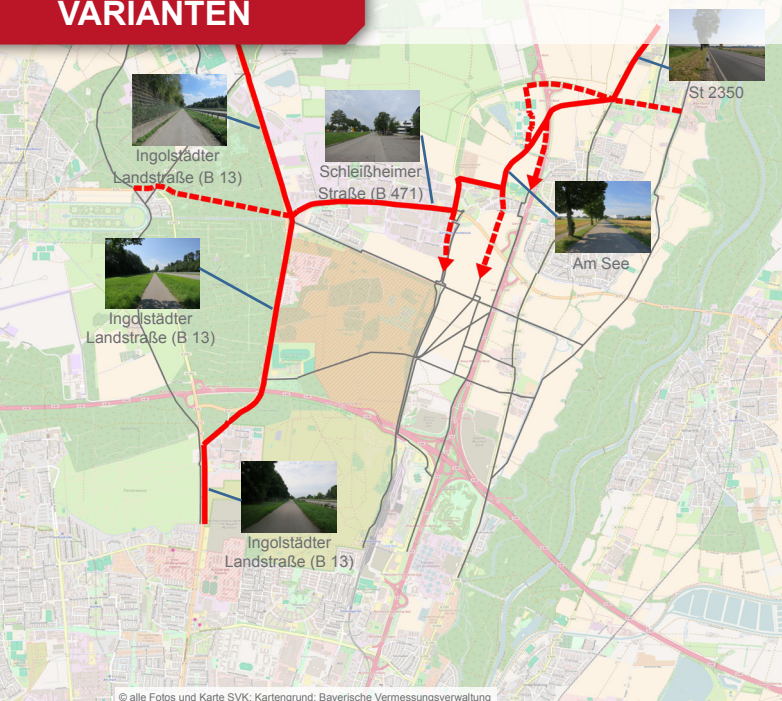 VARIANTEN
St 2350
Ingolstädter
Landstraße (B 13)
Schleißheimer
Straße (B 471)
Am See
Ingolstädter
Landstraße (B 13)
Ingolstädter
Landstraße (B 13)
© alle Fotos und Karte SVK; Kartengrund: Bayerische Vermessungsverwaltung